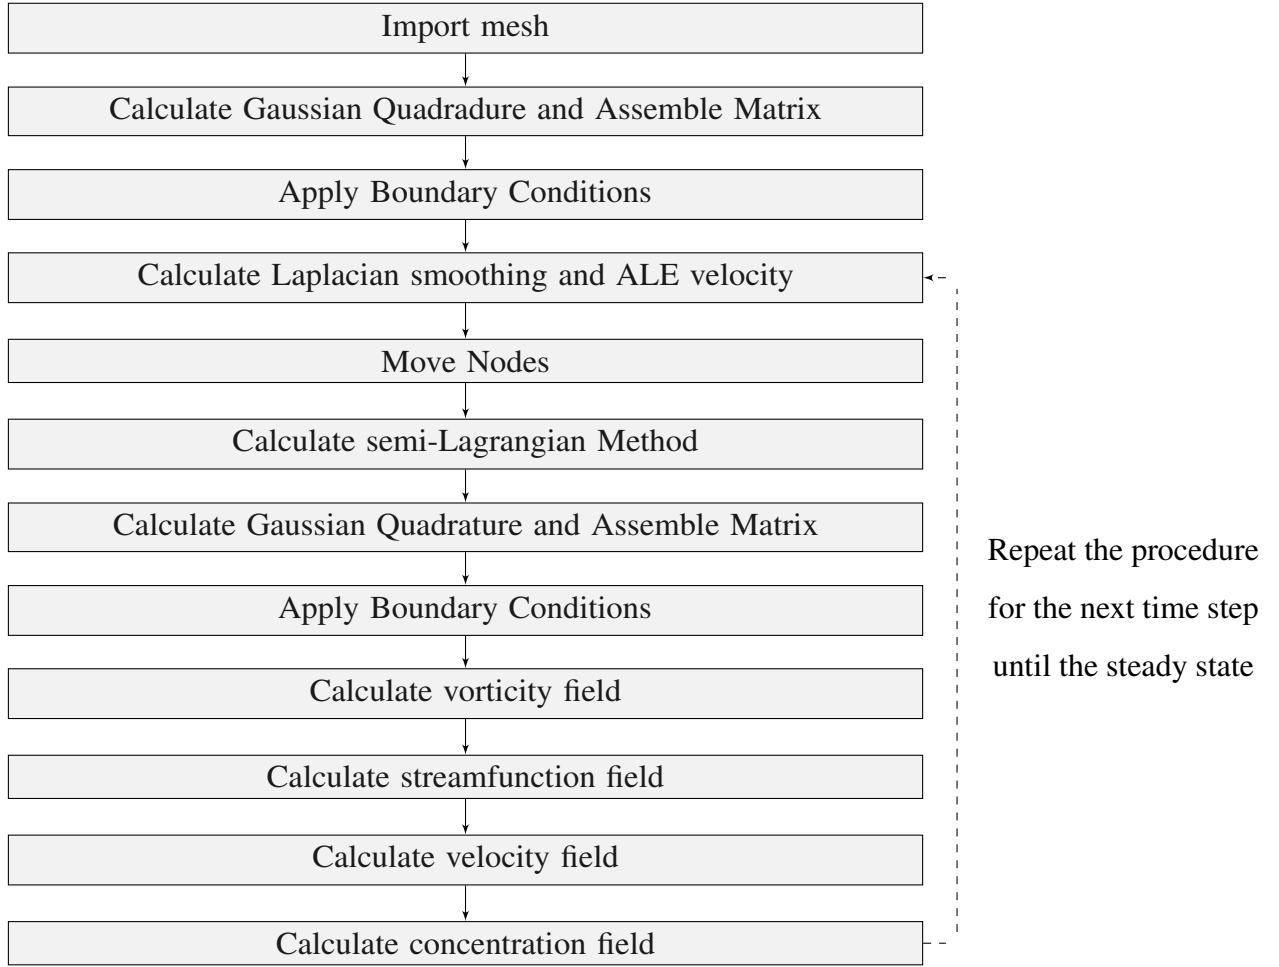 Import mesh
Calculate Gaussian Quadradure and Assemble Matrix
Apply Boundary Conditions
Calculate Laplacian smoothing and ALE velocity
Move Nodes
Calculate semi-Lagrangian Method
Calculate Gaussian Quadrature and Assemble Matrix
Apply Boundary Conditions
Calculate vorticity field
Calculate streamfunction field
Calculate velocity field
Calculate concentration field
Repeat the procedure
for the next time step
until the steady state